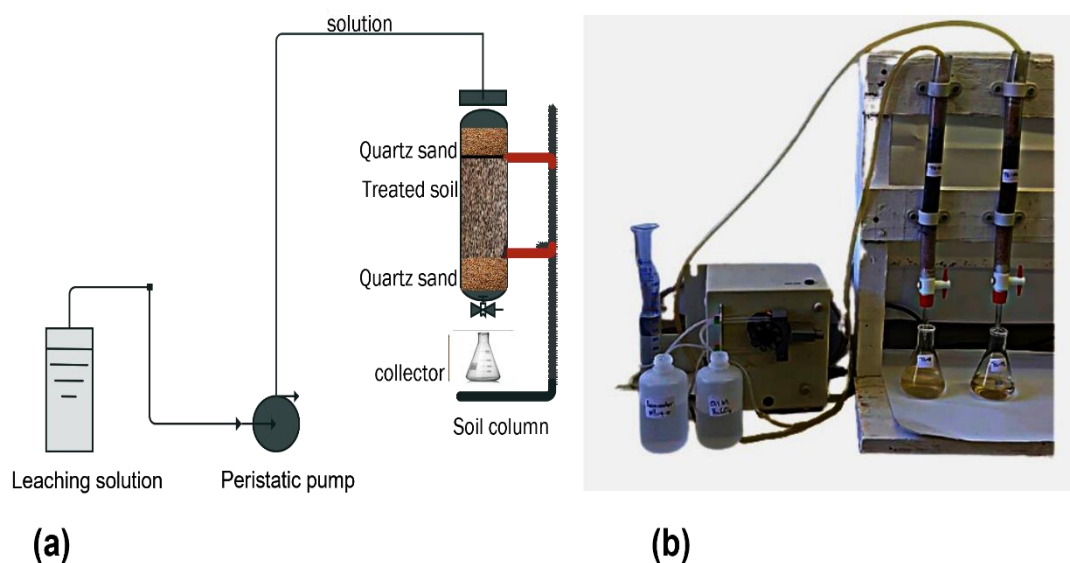 solution
Quartz sand
Treated soil
Quartz sand
collector
Soil column
Leaching solution
Peristatic pump
(a)
(b)